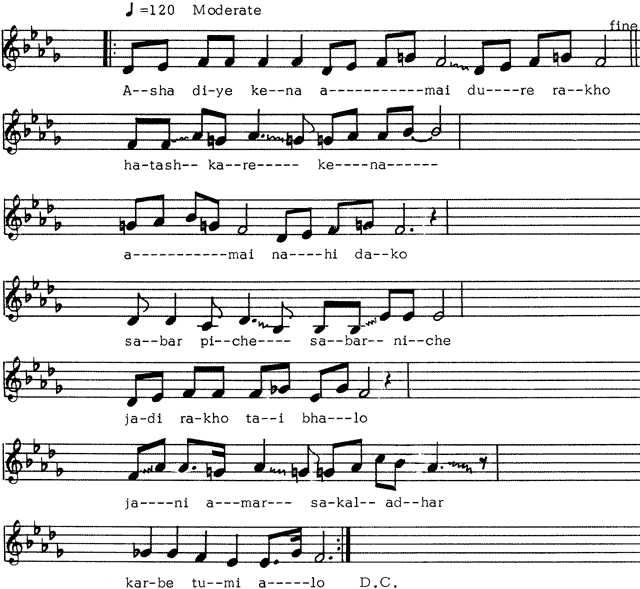 ♩=120 Moderate
fine
A--sha di-ye ke--na a-----------mai du----re ra--kho
ha-tash-- ka--re----- ke----na------
a-----------mai na---hi da--ko
sa--bar pi--che---- sa--bar--ni--che
ja-di ra-kho ta--i bha---lo
ja----ni a--mar--- sa-kal-- ad--har
kar-be tu--mi a-----lo D.C.